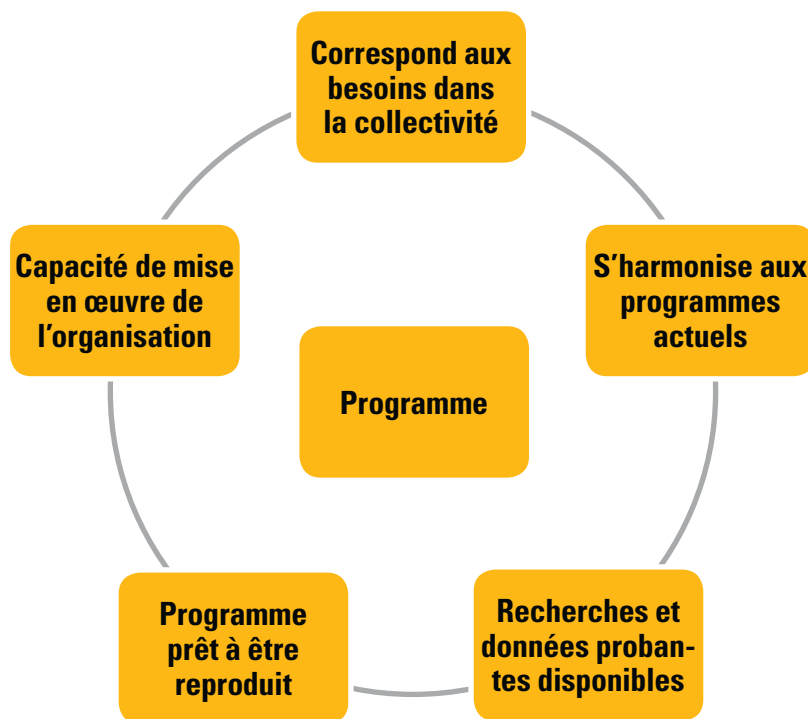 Correspond aux
besoins dans
la collectivité
S'harmonise aux
programmes
actuels
Recherches et
données proban-
tes disponibles
Programme
prêt à être
reproduit
Capacité de mise
en œuvre de
l'organisation
Programme